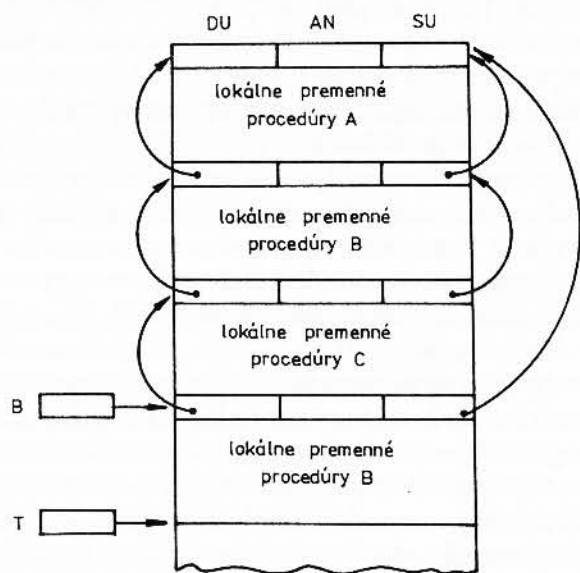 DU AN SU
lokálne premenné
procedúry A
lokálne premenné
procedúry B
lokálne premenné
procedúry C
B
lokálne premenné
procedúry B
T